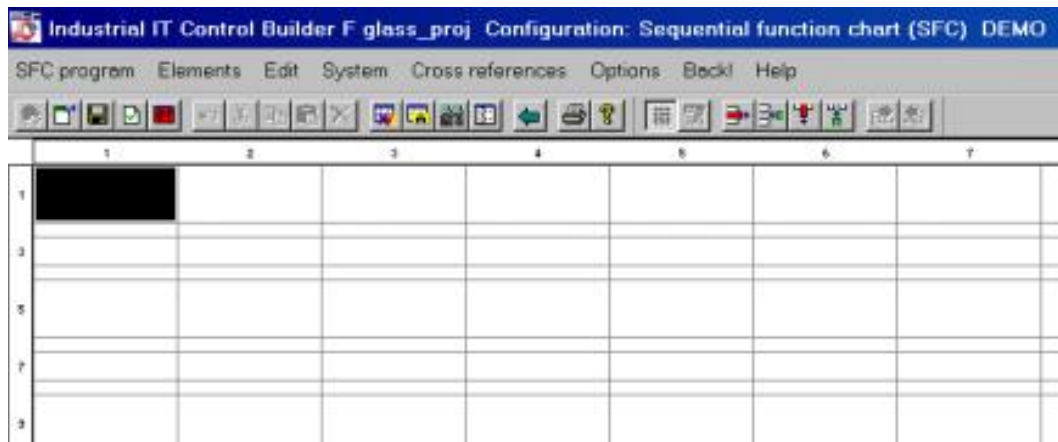 Industrial IT Control Builder F glass_proj Configuration: Sequential function chart (SFC) DEMO
SFC program Elements Edit System Cross references Options Back! Help
1 2 3 4 5 6 7
1
3
5
7
9